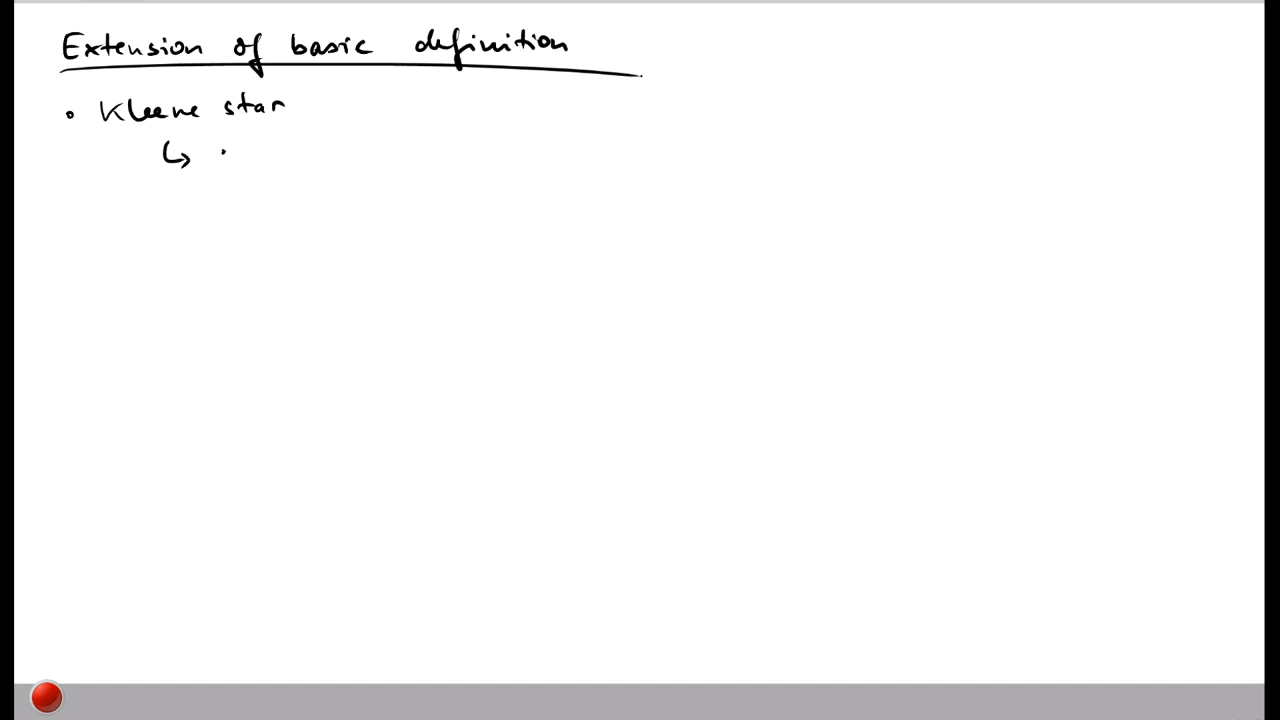 Extension of basic definition
• Kleene star
↳ .